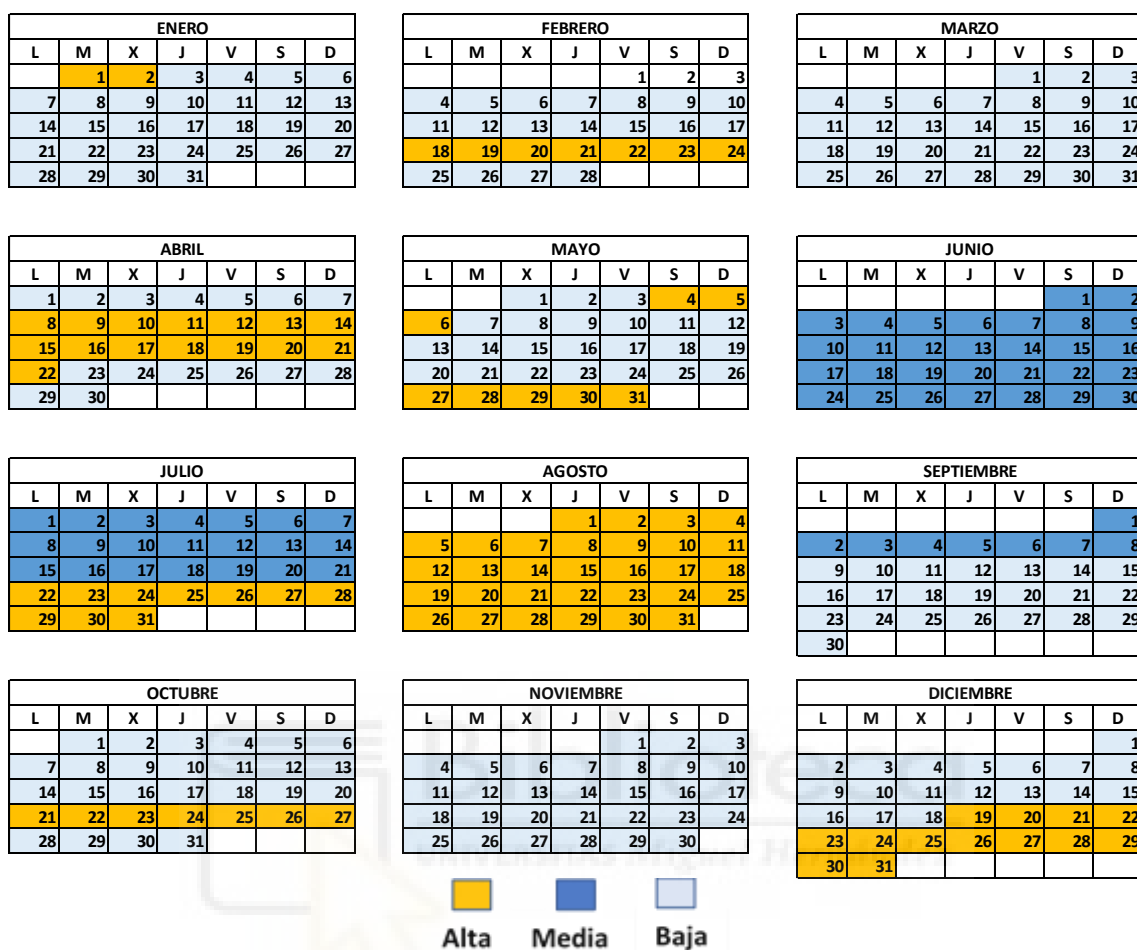 ENERO
L M X J V S D
1 2 3 4 5 6
7 8 9 10 11 12 13
14 15 16 17 18 19 20
21 22 23 24 25 26 27
28 29 30 31
FEBRERO
L M X J V S D
1 2 3
4 5 6 7 8 9 10
11 12 13 14 15 16 17
18 19 20 21 22 23 24
25 26 27 28
MARZO
L M X J V S D
1 2 3
4 5 6 7 8 9 10
11 12 13 14 15 16 17
18 19 20 21 22 23 24
25 26 27 28 29 30 31
ABRIL
L M X J V S D
1 2 3 4 5 6 7
8 9 10 11 12 13 14
15 16 17 18 19 20 21
22 23 24 25 26 27 28
29 30
MAYO
L M X J V S D
1 2 3 4 5
6 7 8 9 10 11 12
13 14 15 16 17 18 19
20 21 22 23 24 25 26
27 28 29 30 31
JUNIO
L M X J V S D
1 2
3 4 5 6 7 8 9
10 11 12 13 14 15 16
17 18 19 20 21 22 23
24 25 26 27 28 29 30
JULIO
L M X J V S D
1 2 3 4 5 6 7
8 9 10 11 12 13 14
15 16 17 18 19 20 21
22 23 24 25 26 27 28
29 30 31
AGOSTO
L M X J V S D
1 2 3 4
5 6 7 8 9 10 11
12 13 14 15 16 17 18
19 20 21 22 23 24 25
26 27 28 29 30 31
SEPTIEMBRE
L M X J V S D
1
2 3 4 5 6 7 8
9 10 11 12 13 14 15
16 17 18 19 20 21 22
23 24 25 26 27 28 29
30
OCTUBRE
L M X J V S D
1 2 3 4 5 6
7 8 9 10 11 12 13
14 15 16 17 18 19 20
21 22 23 24 25 26 27
28 29 30 31
NOVIEMBRE
L M X J V S D
1 2 3
4 5 6 7 8 9 10
11 12 13 14 15 16 17
18 19 20 21 22 23 24
25 26 27 28 29 30
DICIEMBRE
L M X J V S D
1
2 3 4 5 6 7 8
9 10 11 12 13 14 15
16 17 18 19 20 21 22
23 24 25 26 27 28 29
30 31
Biblioteca
UNIVERSITAS Miguel Hernández
Alta Media Baja